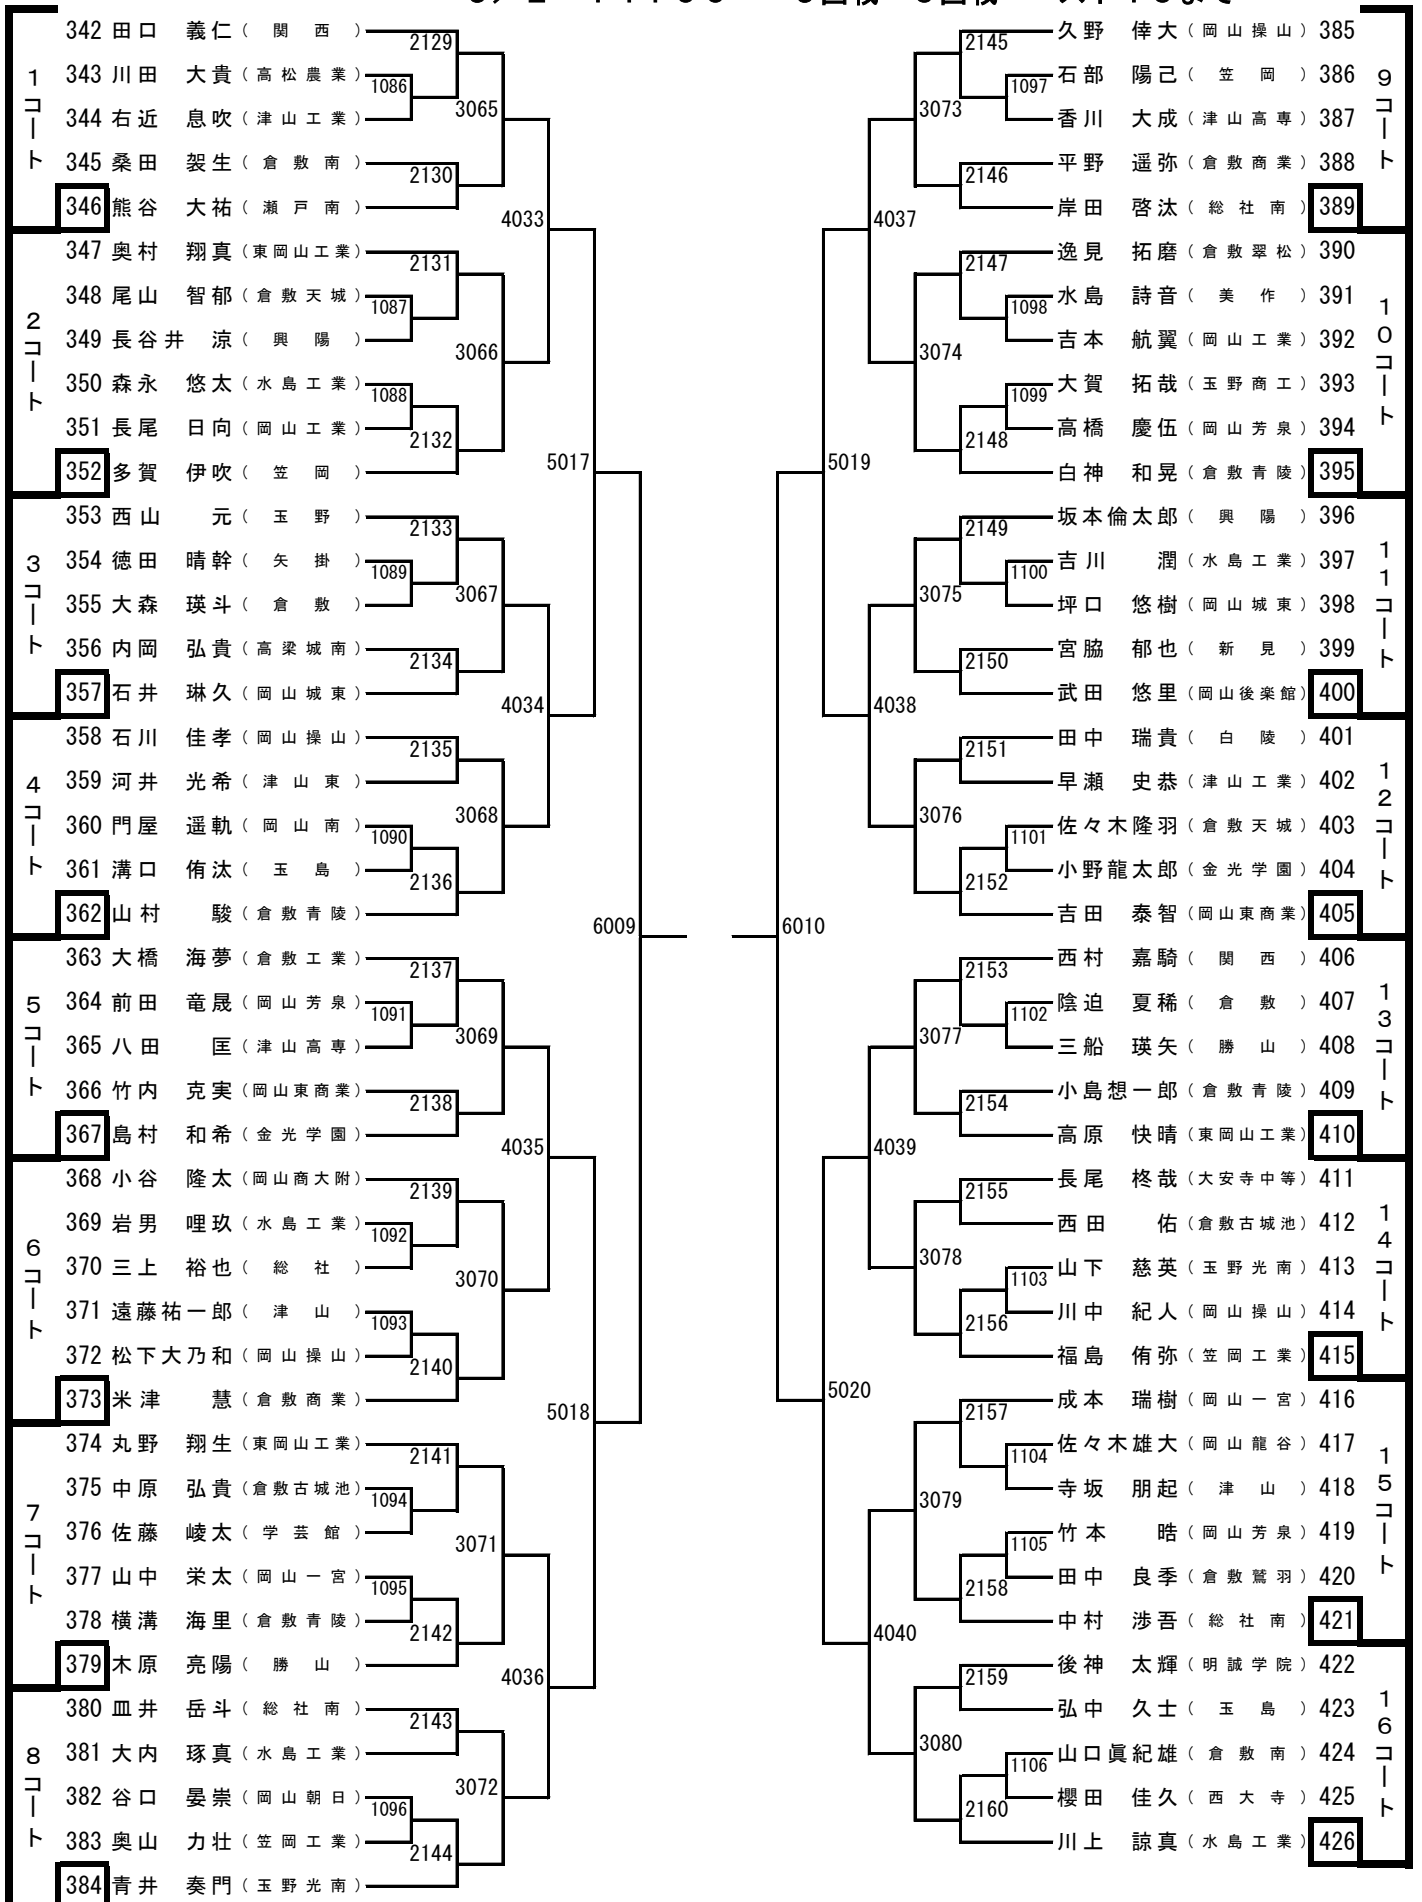 342 田口 義仁 (関西)
343 川田 大貴 (高松農業)
344 右近 息吹 (津山工業)
345 桑田 袈生 (倉敷南)
346 熊谷 大祐 (瀬戸南)
1コート
2129
1086
3065
2130
4033
347 奥村 翔真 (東岡山工業)
348 尾山 智郁 (倉敷天城)
349 長谷井 涼 (興陽)
350 森永 悠太 (水島工業)
351 長尾 日向 (岡山工業)
352 多賀 伊吹 (笠岡)
2コート
2131
1087
3066
1088
2132
5017
353 西山 元 (玉野)
354 徳田 晴幹 (矢掛)
355 大森 瑛斗 (倉敷)
356 内岡 弘貴 (高梁城南)
357 石井 琳久 (岡山城東)
3コート
2133
1089
3067
2134
4034
358 石川 佳孝 (岡山操山)
359 河井 光希 (津山東)
360 門屋 遥軌 (岡山南)
361 溝口 侑汰 (玉島)
362 山村 駿 (倉敷青陵)
4コート
2135
3068
1090
2136
6009
363 大橋 海夢 (倉敷工業)
364 前田 竜晟 (岡山芳泉)
365 八田 匡 (津山高専)
366 竹内 克実 (岡山東商業)
367 島村 和希 (金光学園)
5コート
2137
1091
3069
2138
4035
368 小谷 隆太 (岡山商大附)
369 岩男 哩玖 (水島工業)
370 三上 裕也 (総社)
371 遠藤祐一郎 (津山)
372 松下大乃和 (岡山操山)
373 米津 慧 (倉敷商業)
6コート
2139
1092
3070
1093
2140
5018
374 丸野 翔生 (東岡山工業)
375 中原 弘貴 (倉敷古城池)
376 佐藤 崚太 (学芸館)
377 山中 栄太 (岡山一宮)
378 横溝 海里 (倉敷青陵)
379 木原 亮陽 (勝山)
7コート
2141
1094
3071
1095
2142
4036
380 皿井 岳斗 (総社南)
381 大内 琢真 (水島工業)
382 谷口 晏崇 (岡山朝日)
383 奥山 力壮 (笠岡工業)
384 青井 奏門 (玉野光南)
8コート
2143
3072
1096
2144
久野 倖大 (岡山操山) 385
石部 陽己 (笠岡) 386
香川 大成 (津山高専) 387
平野 遥弥 (倉敷商業) 388
岸田 啓汰 (総社南) 389
9コート
2145
1097
3073
2146
4037
逸見 拓磨 (倉敷翠松) 390
水島 詩音 (美作) 391
吉本 航翼 (岡山工業) 392
大賀 拓哉 (玉野商工) 393
高橋 慶伍 (岡山芳泉) 394
白神 和晃 (倉敷青陵) 395
10コート
2147
1098
3074
1099
2148
5019
坂本倫太郎 (興陽) 396
吉川 潤 (水島工業) 397
坪口 悠樹 (岡山城東) 398
宮脇 郁也 (新見) 399
武田 悠里 (岡山後楽館) 400
11コート
2149
1100
3075
2150
4038
田中 瑞貴 (白陵) 401
早瀬 史恭 (津山工業) 402
佐々木隆羽 (倉敷天城) 403
小野龍太郎 (金光学園) 404
吉田 泰智 (岡山東商業) 405
12コート
2151
3076
1101
2152
6010
西村 嘉騎 (関西) 406
陰迫 夏稀 (倉敷) 407
三船 瑛矢 (勝山) 408
小島想一郎 (倉敷青陵) 409
高原 快晴 (東岡山工業) 410
13コート
2153
1102
3077
2154
4039
長尾 柊哉 (大安寺中等) 411
西田 佑 (倉敷古城池) 412
山下 慈英 (玉野光南) 413
川中 紀人 (岡山操山) 414
福島 侑弥 (笠岡工業) 415
14コート
2155
3078
1103
2156
5020
成本 瑞樹 (岡山一宮) 416
佐々木雄大 (岡山龍谷) 417
寺坂 朋起 (津山) 418
竹本 晧 (岡山芳泉) 419
田中 良季 (倉敷鷲羽) 420
中村 渉吾 (総社南) 421
15コート
2157
1104
3079
1105
2158
4040
後神 太輝 (明誠学院) 422
弘中 久士 (玉島) 423
山口眞紀雄 (倉敷南) 424
櫻田 佳久 (西大寺) 425
川上 諒真 (水島工業) 426
16コート
2159
3080
1106
2160